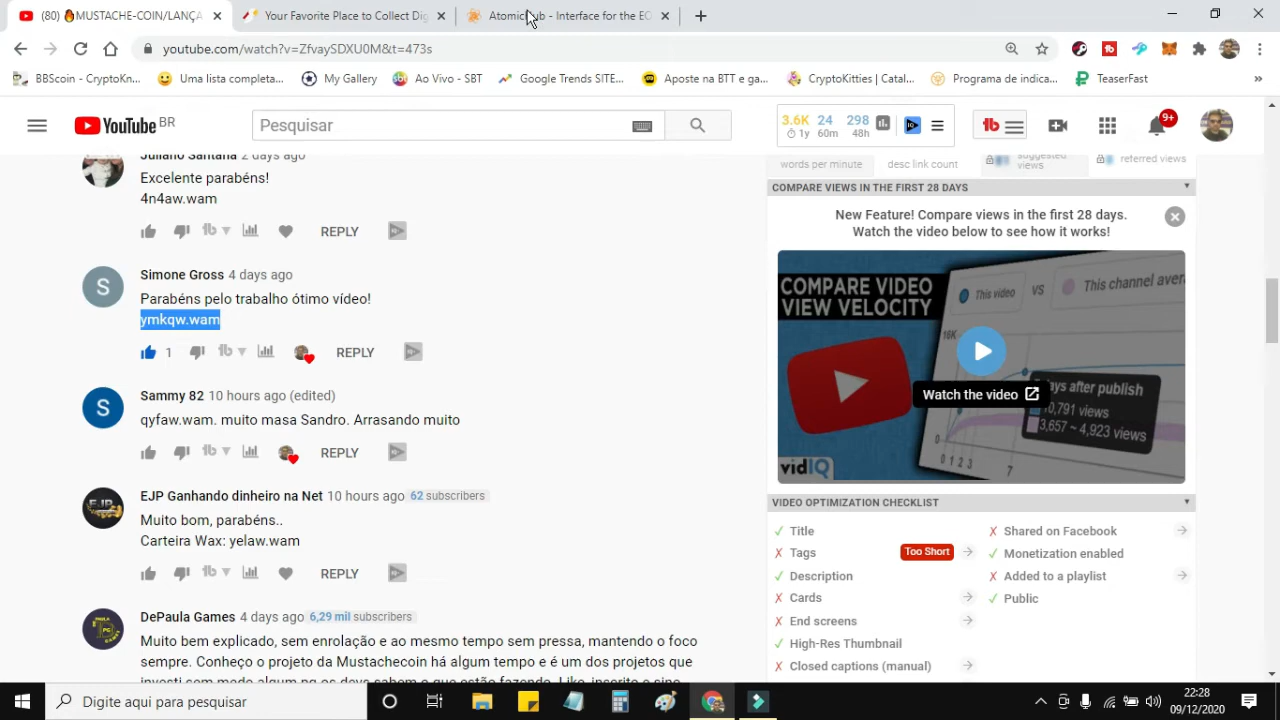 (80) 🔥MUSTACHE-COIN/LANÇA
Your Favorite Place to Collect Dig
AtomicHub - Interface for the EO
youtube.com/watch?v=ZfvaySDXU0M&t=473s
BBScoin - CryptoKn...
Uma lista completa...
My Gallery
Ao Vivo - SBT
Google Trends SITE...
Aposte na BTT e ga...
CryptoKitties | Catal...
Programa de indica...
TeaserFast
»
YouTube BR
Pesquisar
3.6K 24 298
1y 60m 48h
9+
Juliano Santana 2 days ago
Excelente parabéns!
4n4aw.wam
REPLY
Simone Gross 4 days ago
Parabéns pelo trabalho ótimo vídeo!
ymkqw.wam
1 REPLY
Sammy 82 10 hours ago (edited)
qyfaw.wam. muito masa Sandro. Arrasando muito
REPLY
EJP Ganhando dinheiro na Net 10 hours ago 62 subscribers
Muito bom, parabéns..
Carteira Wax: yelaw.wam
REPLY
DePaula Games 4 days ago 6,29 mil subscribers
Muito bem explicado, sem enrolação e ao mesmo tempo sem pressa, mantendo o foco
sempre. Conheço o projeto da Mustachecoin há algum tempo e é um dos projetos que
words per minute
desc link count
suggested views
referred views
COMPARE VIEWS IN THE FIRST 28 DAYS
New Feature! Compare views in the first 28 days.
Watch the video below to see how it works!
COMPARE VIDEO
VIEW VELOCITY
This video
VS
This channel avera
16K
days after publish
10,791 views
3,657 ~ 4,923 views
0 1 2 3 7
Watch the video
vidIQ
VIDEO OPTIMIZATION CHECKLIST
Title
Tags Too Short
Description
Cards
End screens
High-Res Thumbnail
Closed captions (manual)
Shared on Facebook
Monetization enabled
Added to a playlist
Public
Digite aqui para pesquisar
22:28
09/12/2020